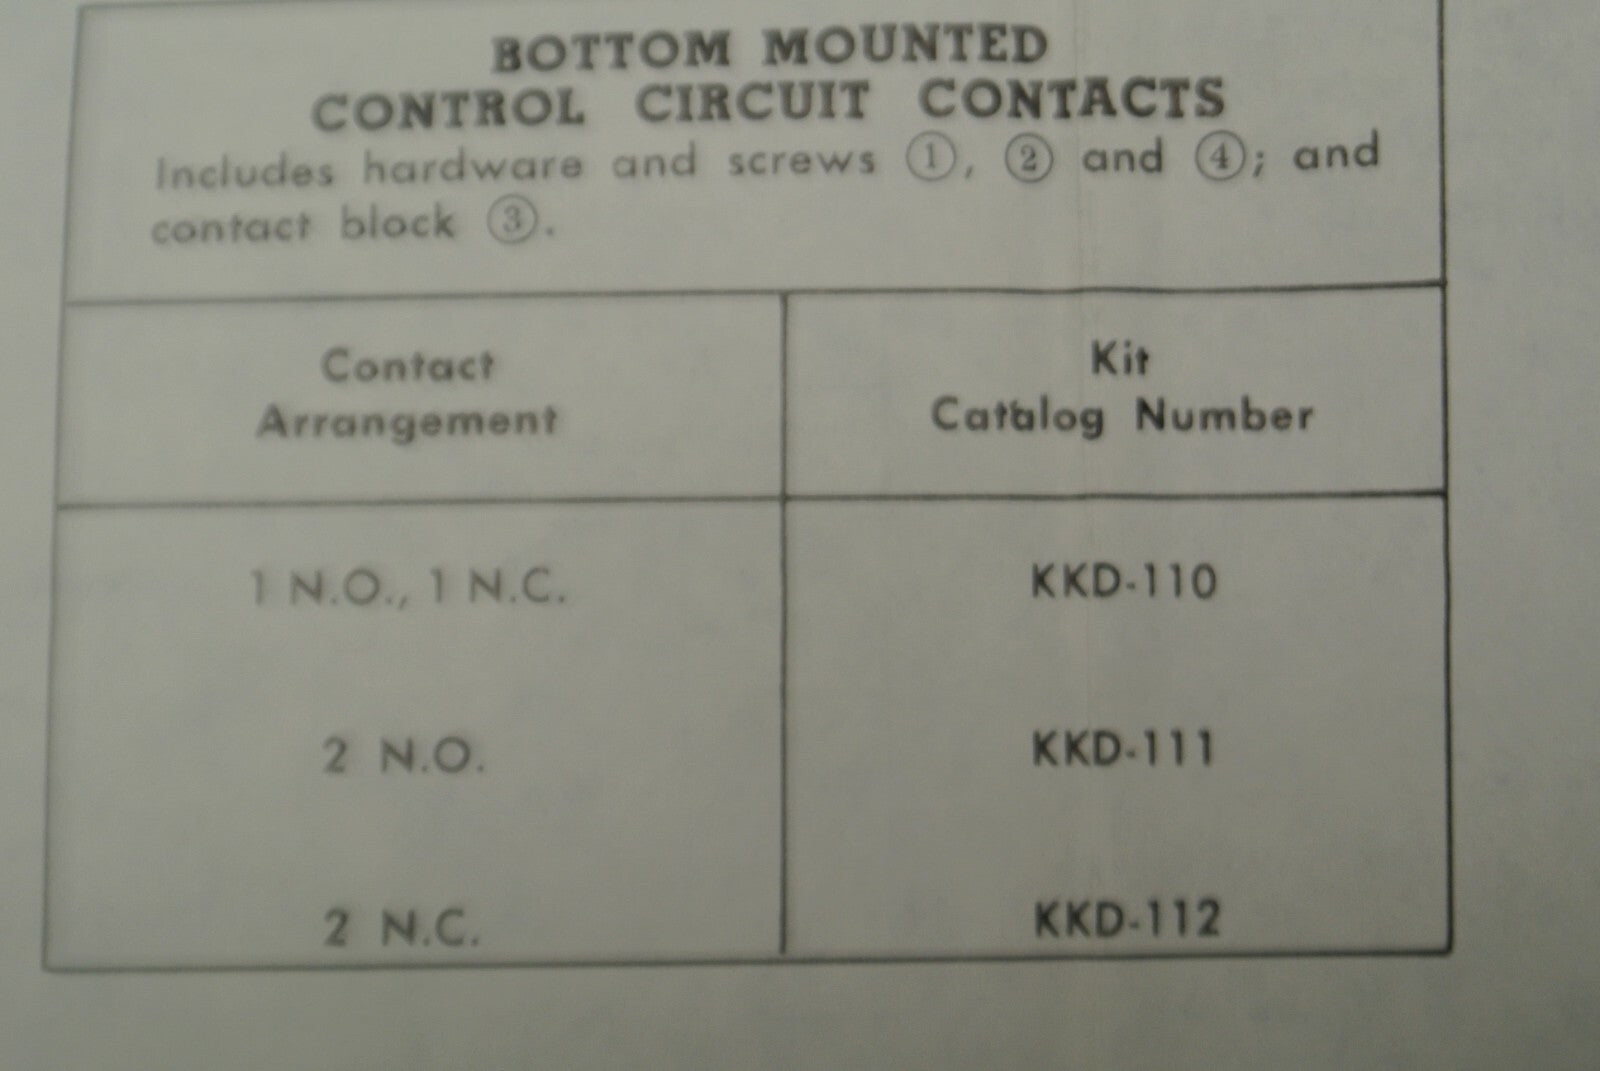 BOTTOM MOUNTED
CONTROL CIRCUIT CONTACTS
Includes hardware and screws ①, ② and ④; and
contact block ③.
Contact Arrangement
Kit Catalog Number
1 N.O., 1 N.C. KKD-110
2 N.O. KKD-111
2 N.C. KKD-112